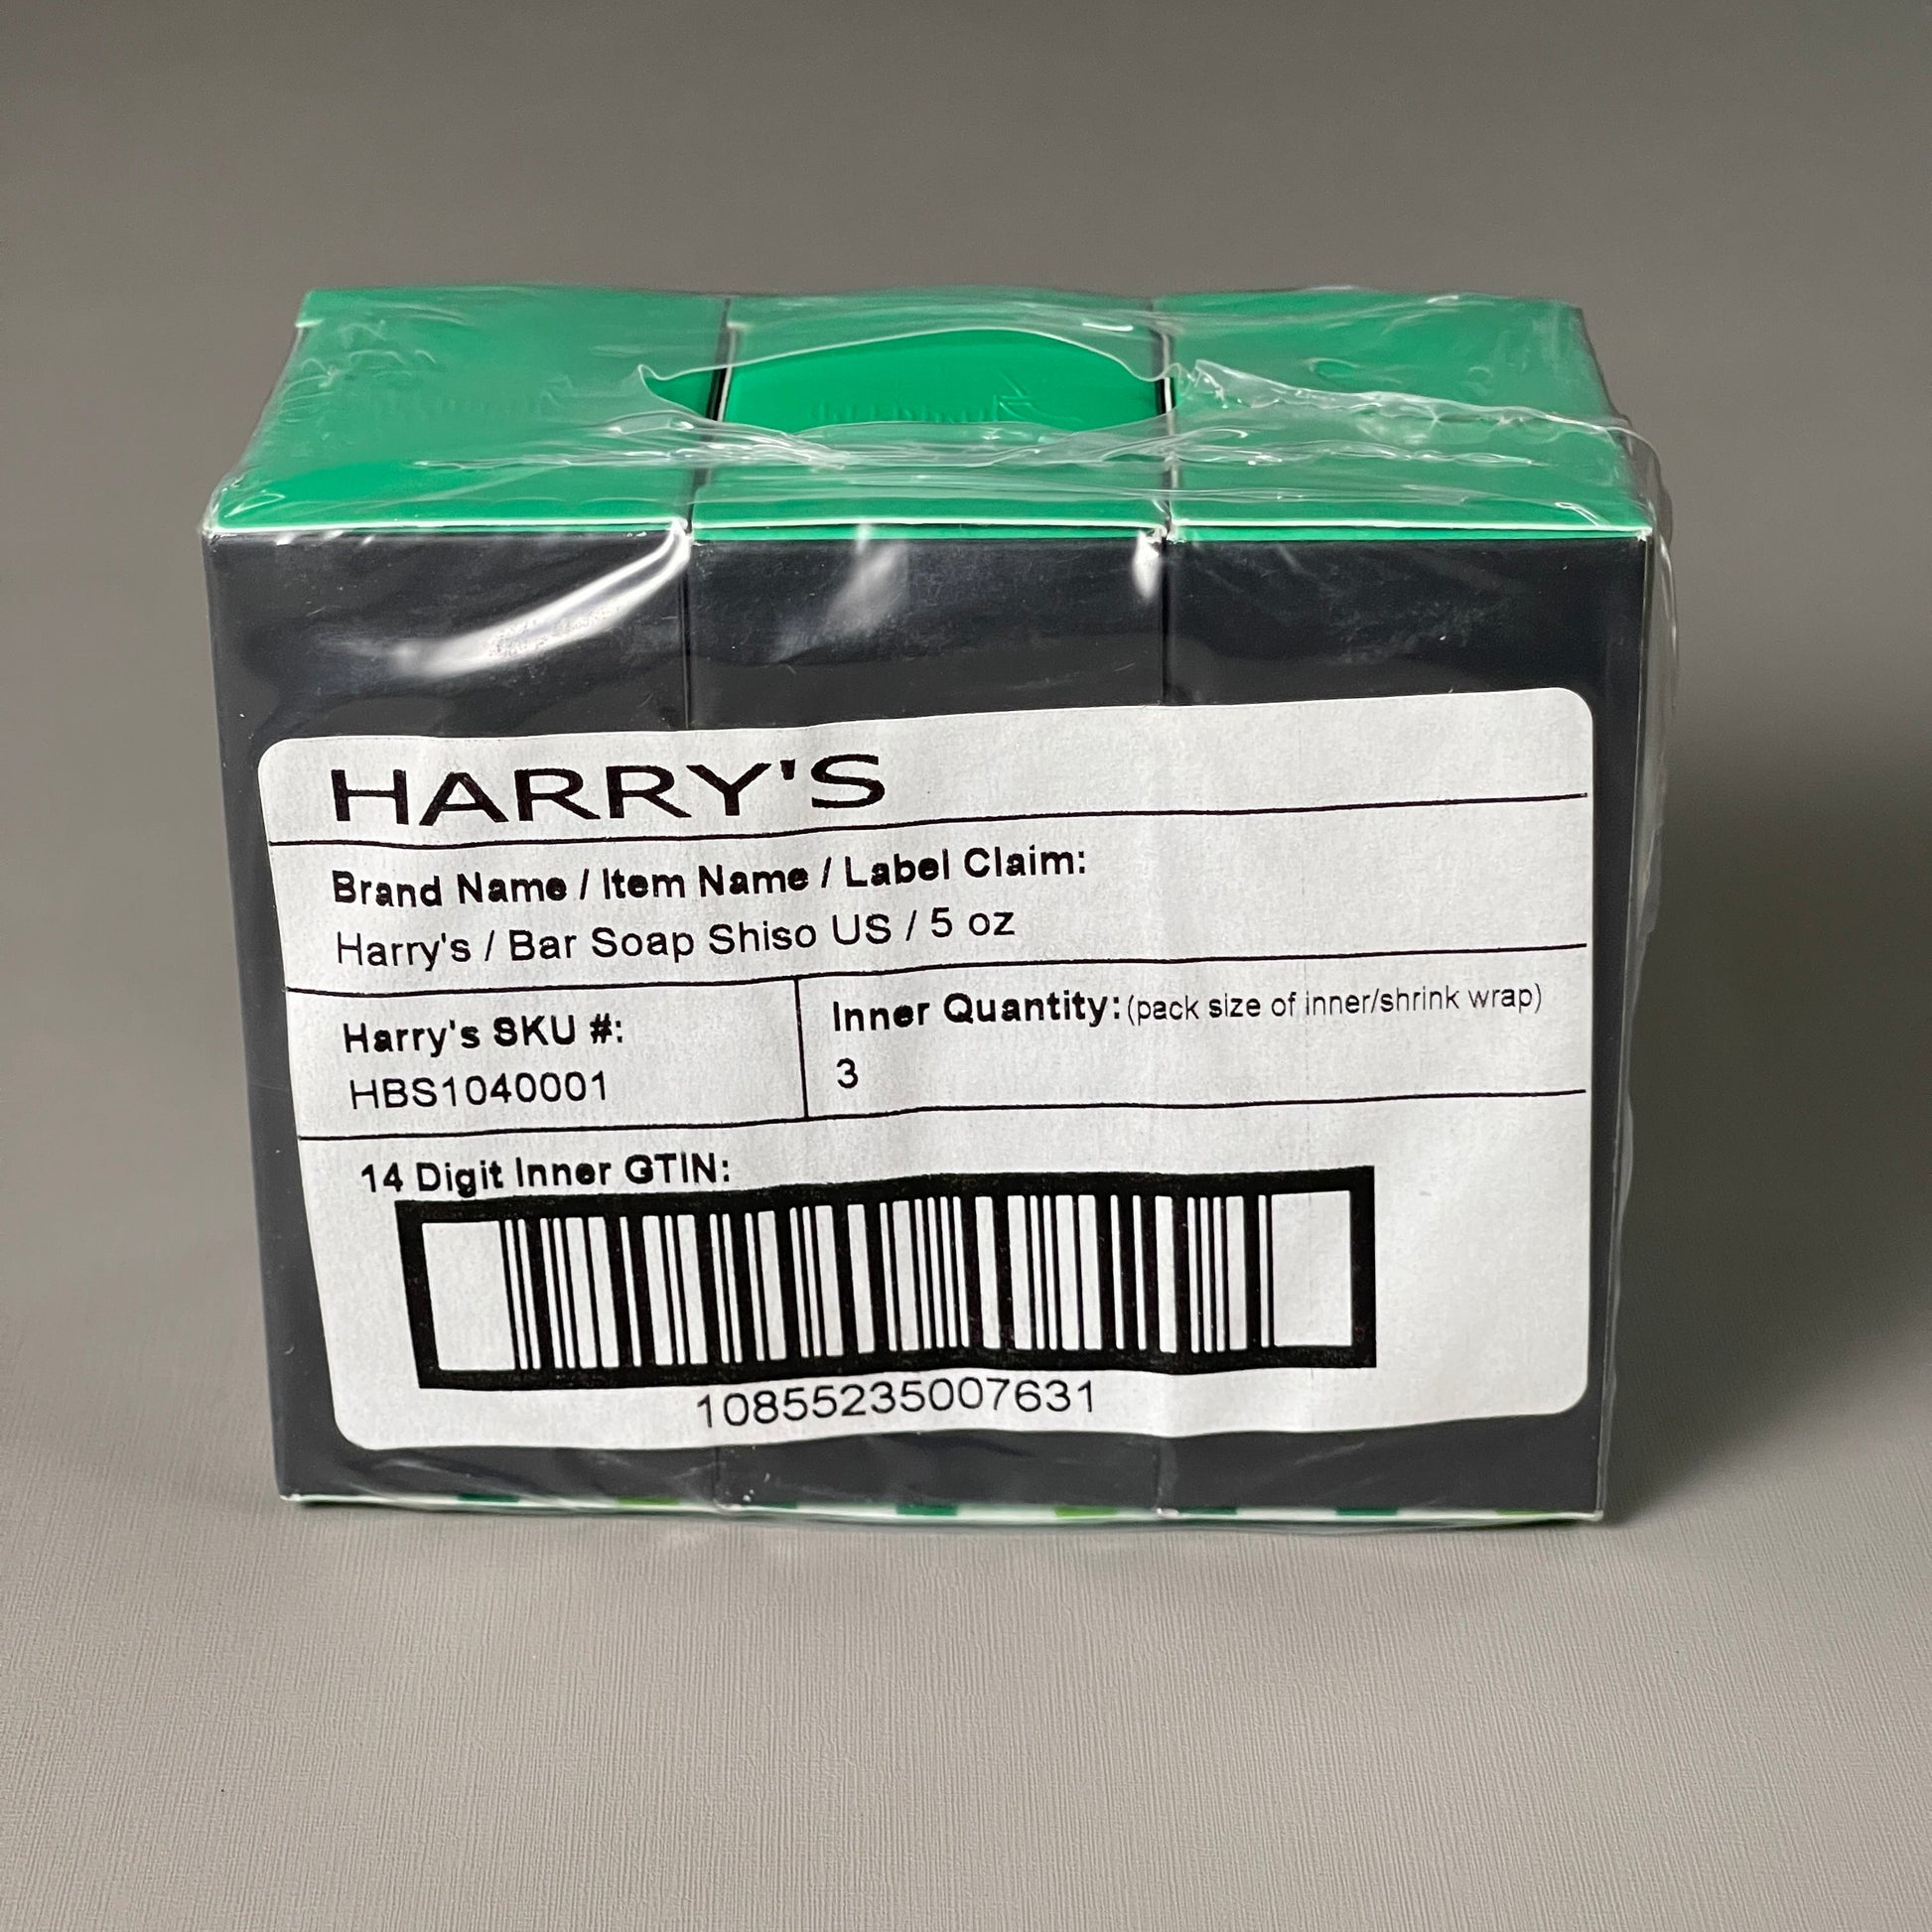 HARRY'S
Brand Name / Item Name / Label Claim:
Harry's / Bar Soap Shiso US / 5 oz
Harry's SKU #:
HBS1040001
Inner Quantity: (pack size of inner/shrink wrap)
3
14 Digit Inner GTIN:
10855235007631